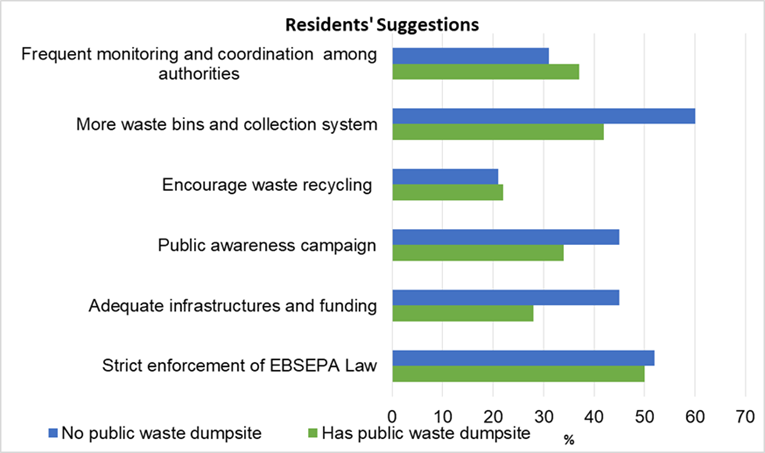 Residents' Suggestions
Frequent monitoring and coordination among
authorities
More waste bins and collection system
Encourage waste recycling
Public awareness campaign
Adequate infrastructures and funding
Strict enforcement of EBSEPA Law
0 10 20 30 40 50 60 70
No public waste dumpsite Has public waste dumpsite %